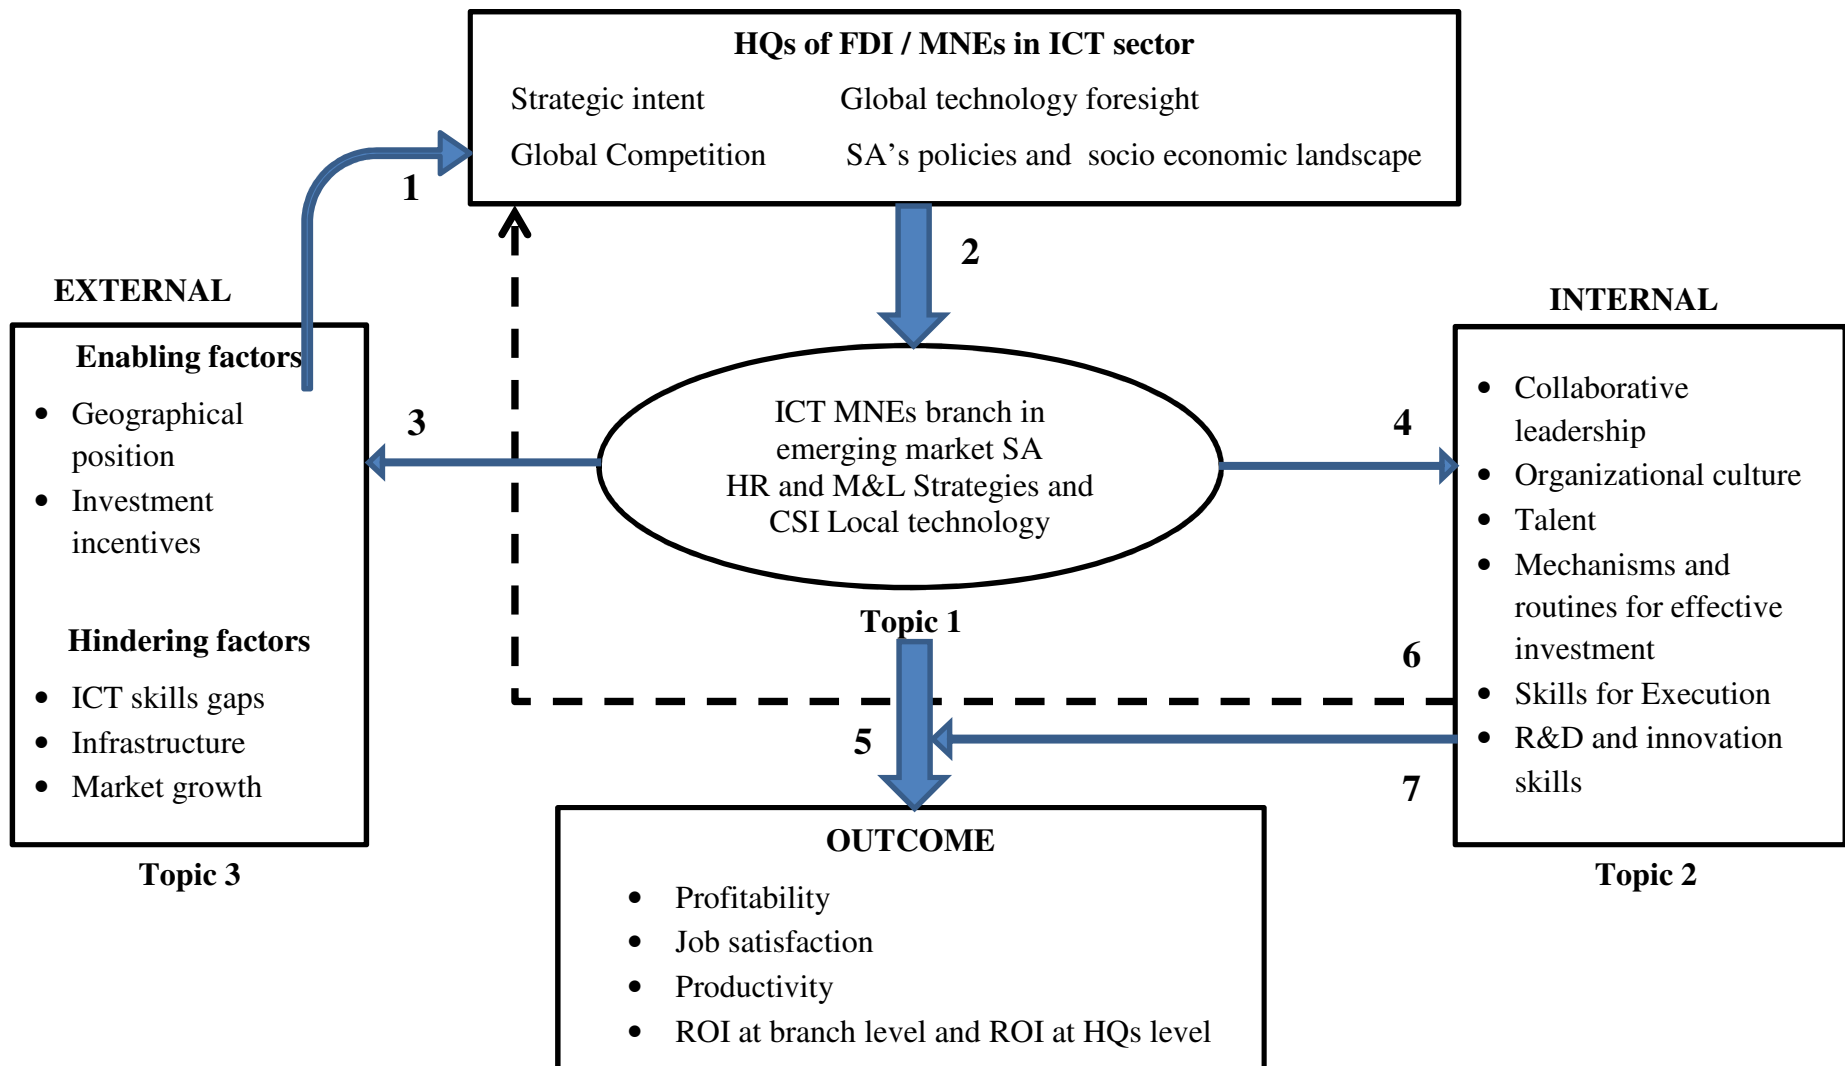 HQs of FDI / MNEs in ICT sector
Strategic intent Global technology foresight
Global Competition SA’s policies and socio economic landscape
1
2
EXTERNAL
Enabling factors
• Geographical
position
• Investment
incentives
Hindering factors
• ICT skills gaps
• Infrastructure
• Market growth
Topic 3
3
ICT MNEs branch in
emerging market SA
HR and M&L Strategies and
CSI Local technology
Topic 1
4
INTERNAL
• Collaborative
leadership
• Organizational culture
• Talent
• Mechanisms and
routines for effective
investment
• Skills for Execution
• R&D and innovation
skills
Topic 2
6
5
7
OUTCOME
• Profitability
• Job satisfaction
• Productivity
• ROI at branch level and ROI at HQs level